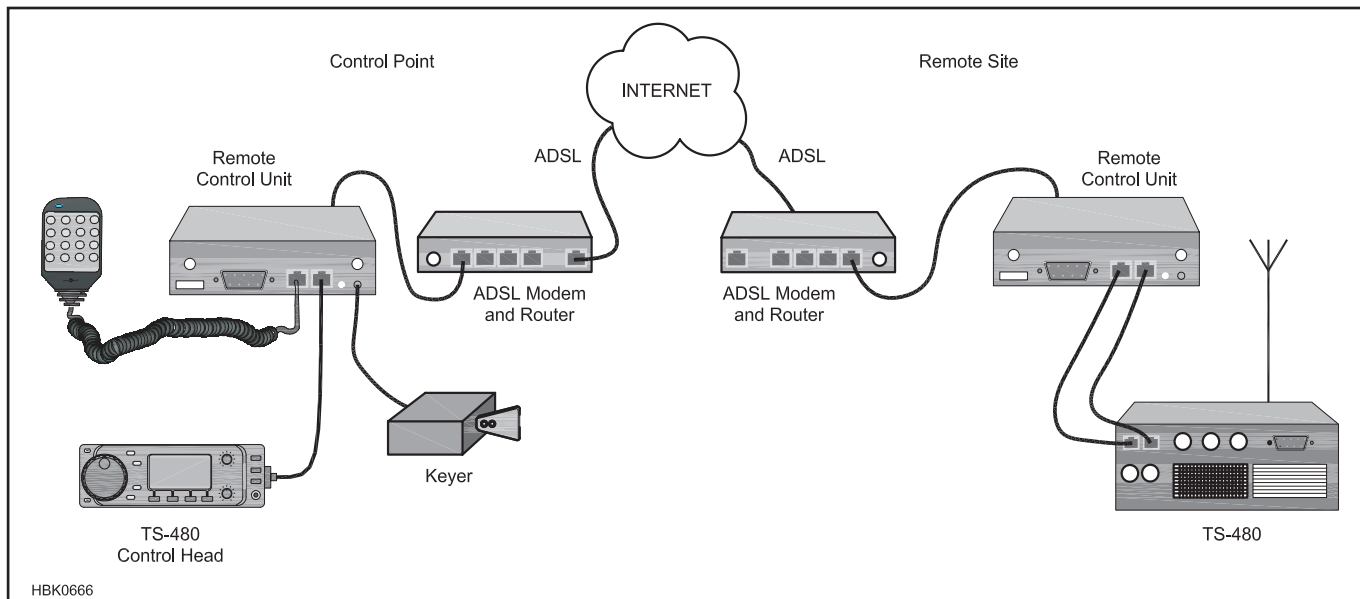 Control Point
Remote Site
INTERNET
ADSL
ADSL
Remote
Control Unit
Remote
Control Unit
ADSL Modem
and Router
ADSL Modem
and Router
Keyer
TS-480
Control Head
TS-480
HBK0666